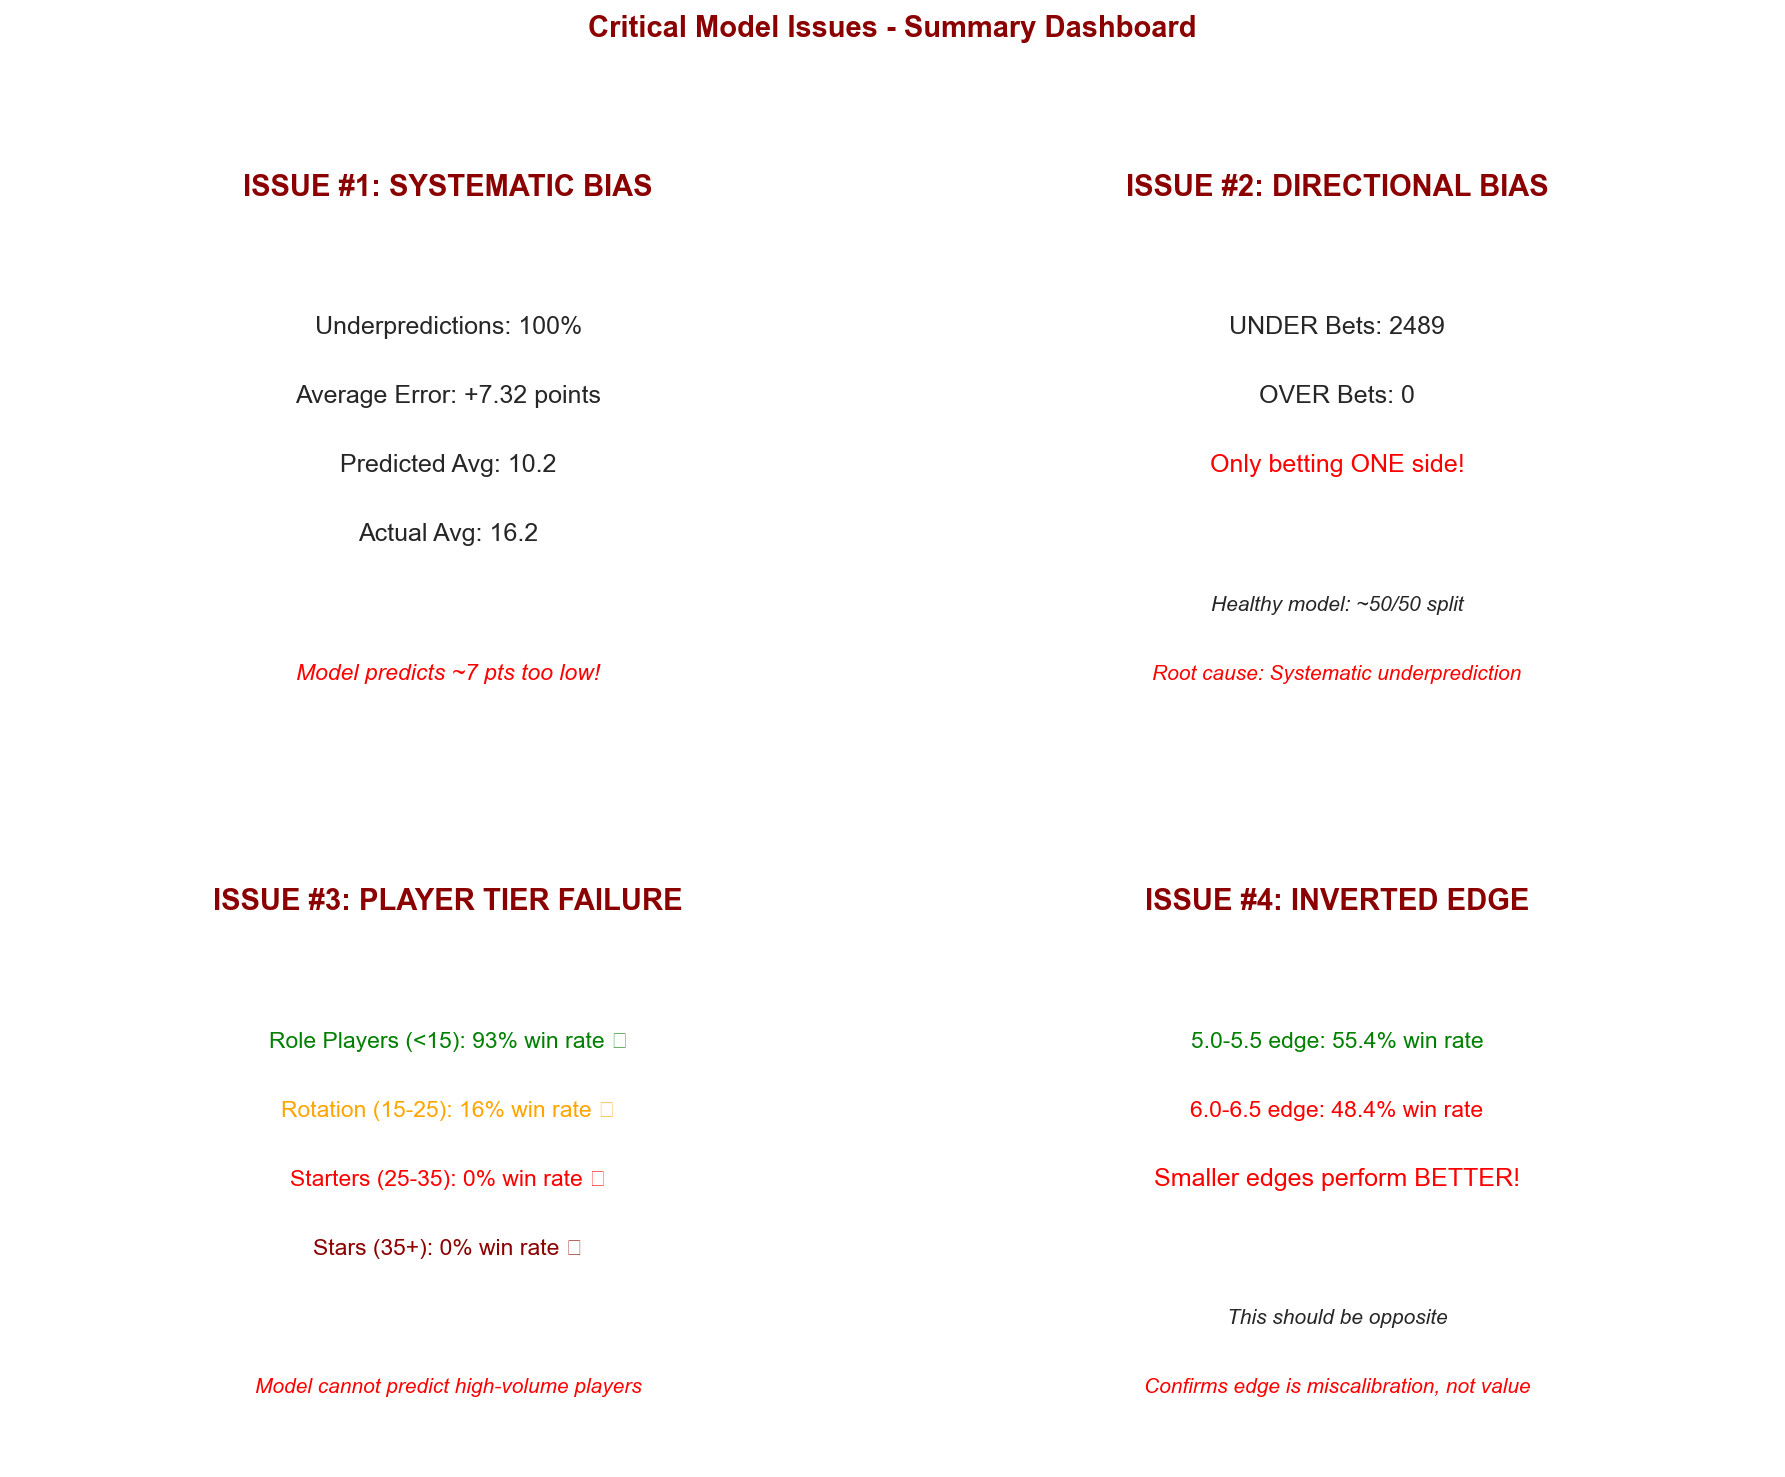 Critical Model Issues - Summary Dashboard
ISSUE #1: SYSTEMATIC BIAS
Underpredictions: 100%
Average Error: +7.32 points
Predicted Avg: 10.2
Actual Avg: 16.2
Model predicts ~7 pts too low!
ISSUE #2: DIRECTIONAL BIAS
UNDER Bets: 2489
OVER Bets: 0
Only betting ONE side!
Healthy model: ~50/50 split
Root cause: Systematic underprediction
ISSUE #3: PLAYER TIER FAILURE
Role Players (<15): 93% win rate
Rotation (15-25): 16% win rate
Starters (25-35): 0% win rate
Stars (35+): 0% win rate
Model cannot predict high-volume players
ISSUE #4: INVERTED EDGE
5.0-5.5 edge: 55.4% win rate
6.0-6.5 edge: 48.4% win rate
Smaller edges perform BETTER!
This should be opposite
Confirms edge is miscalibration, not value